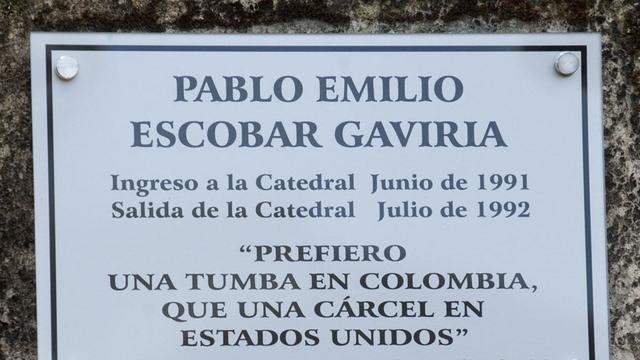 PABLO EMILIO
ESCOBAR GAVIRIA
Ingreso a la Catedral Junio de 1991
Salida de la Catedral Julio de 1992
“PREFIERO
UNA TUMBA EN COLOMBIA,
QUE UNA CÁRCEL EN
ESTADOS UNIDOS”